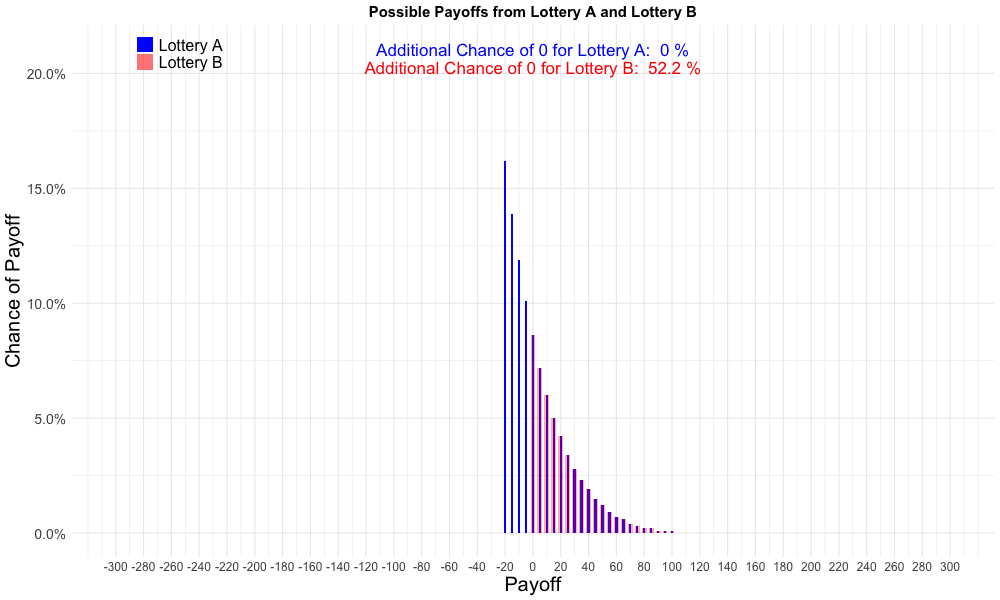 Possible Payoffs from Lottery A and Lottery B
Lottery A
Lottery B
Additional Chance of 0 for Lottery A:  0 %
Additional Chance of 0 for Lottery B:  52.2 %
Chance of Payoff
20.0%
15.0%
10.0%
5.0%
0.0%
-300 -280 -260 -240 -220 -200 -180 -160 -140 -120 -100 -80 -60 -40 -20 0 20 40 60 80 100 120 140 160 180 200 220 240 260 280 300
Payoff